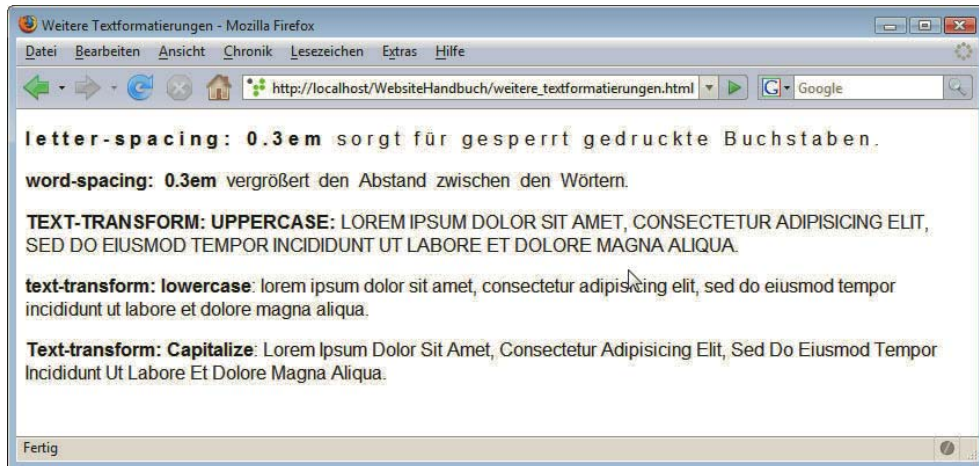 Weitere Textformatierungen - Mozilla Firefox
Datei Bearbeiten Ansicht Chronik Lesezeichen Extras Hilfe
http://localhost/WebsiteHandbuch/weitere_textformatierungen.html G Google
letter-spacing: 0.3em sorgt für gesperrt gedruckte Buchstaben.
word-spacing: 0.3em vergrößert den Abstand zwischen den Wörtern.
TEXT-TRANSFORM: UPPERCASE: LOREM IPSUM DOLOR SIT AMET, CONSECTETUR ADIPISICING ELIT,
SED DO EIUSMOD TEMPOR INCIDIDUNT UT LABORE ET DOLORE MAGNA ALIQUA.
text-transform: lowercase: lorem ipsum dolor sit amet, consectetur adipisicing elit, sed do eiusmod tempor
incididunt ut labore et dolore magna aliqua.
Text-transform: Capitalize: Lorem Ipsum Dolor Sit Amet, Consectetur Adipisicing Elit, Sed Do Eiusmod Tempor
Incididunt Ut Labore Et Dolore Magna Aliqua.
Fertig